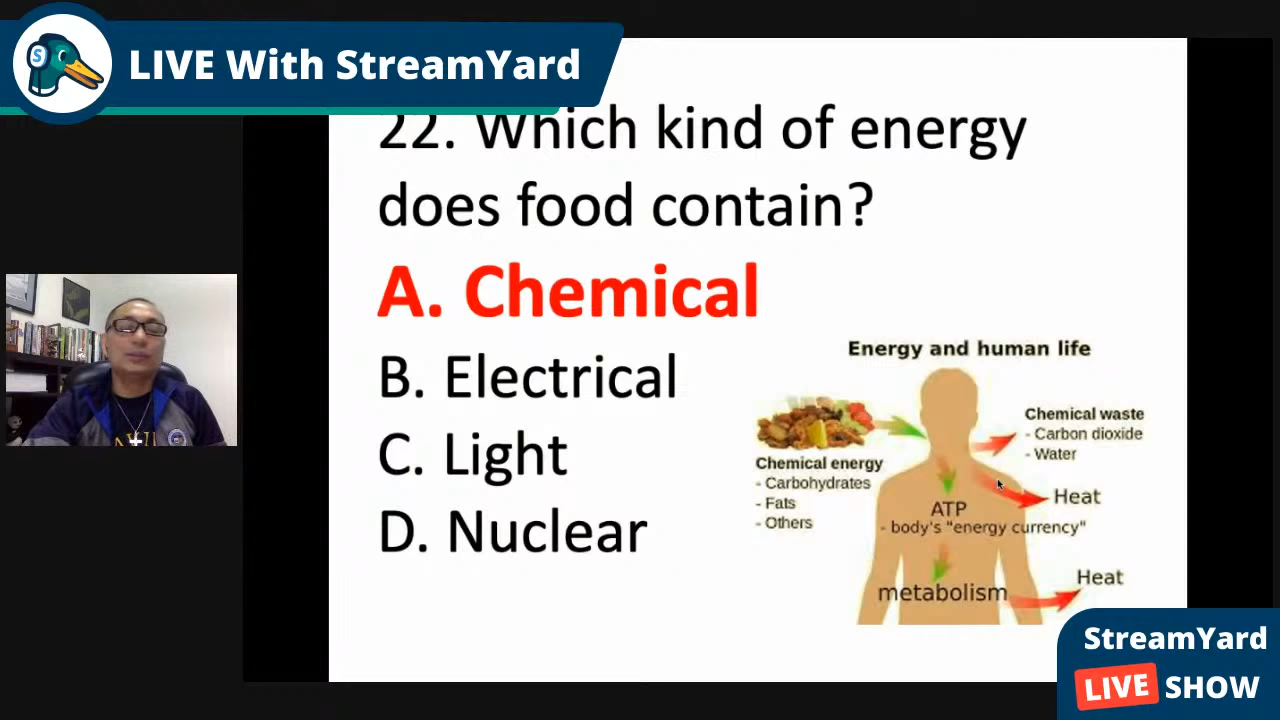 LIVE With StreamYard
22. Which kind of energy
does food contain?
A. Chemical
B. Electrical
C. Light
D. Nuclear
Energy and human life
Chemical energy
- Carbohydrates
- Fats
- Others
Chemical waste
- Carbon dioxide
- Water
Heat
ATP
- body's "energy currency"
metabolism
Heat
StreamYard
LIVE SHOW